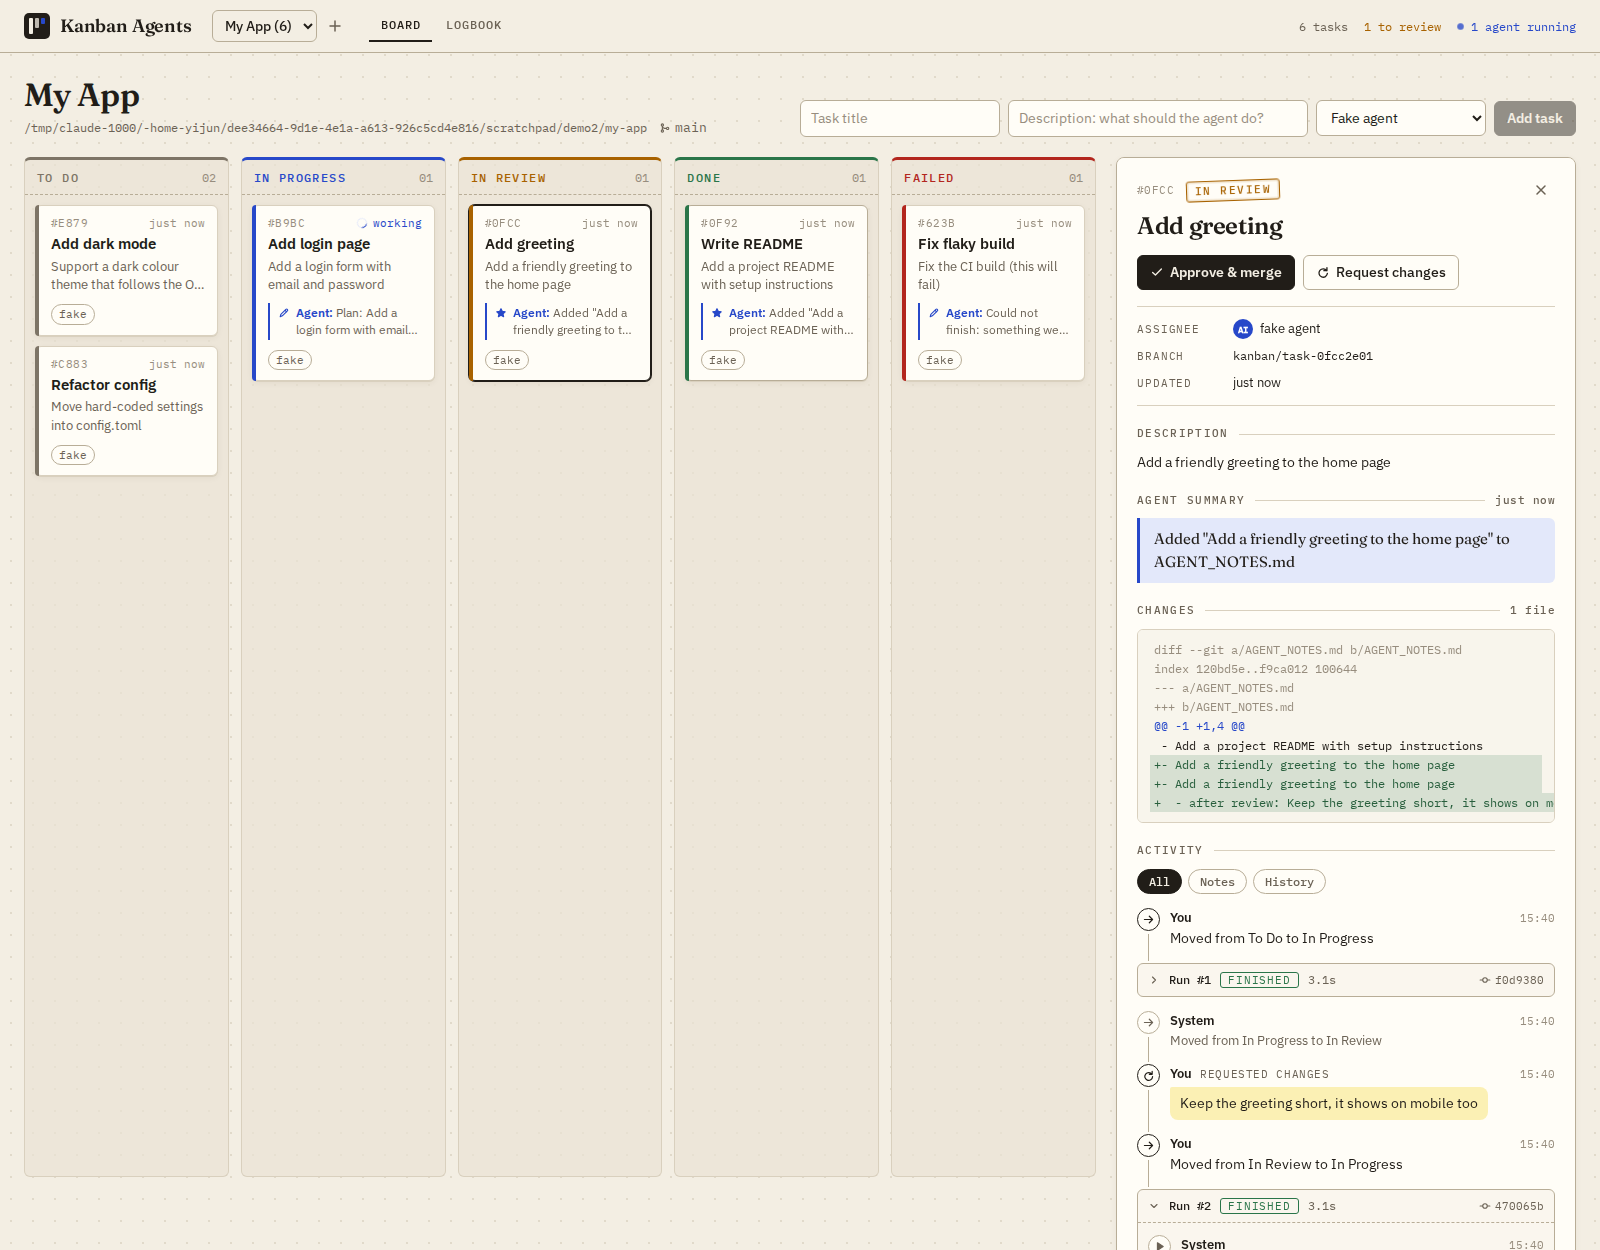 Kanban Agents
My App (6)
BOARD
LOGBOOK
6 tasks
1 to review
1 agent running
My App
/tmp/claude-1000/-home-yijun/dee34664-9d1e-4e1a-a613-926c5cd4e816/scratchpad/demo2/my-app
main
Task title
Description: what should the agent do?
Fake agent
Add task
TO DO 02
#E879 just now
Add dark mode
Support a dark colour
theme that follows the O…
fake
#C883 just now
Refactor config
Move hard-coded settings
into config.toml
fake
IN PROGRESS 01
#B9BC working
Add login page
Add a login form with
email and password
Agent: Plan: Add a
login form with email…
fake
IN REVIEW 01
#0FCC just now
Add greeting
Add a friendly greeting to
the home page
Agent: Added "Add a
friendly greeting to t…
fake
DONE 01
#0F92 just now
Write README
Add a project README
with setup instructions
Agent: Added "Add a
project README with…
fake
FAILED 01
#623B just now
Fix flaky build
Fix the CI build (this will
fail)
Agent: Could not
finish: something we…
fake
#0FCC IN REVIEW
Add greeting
Approve & merge
Request changes
ASSIGNEE AI fake agent
BRANCH kanban/task-0fcc2e01
UPDATED just now
DESCRIPTION
Add a friendly greeting to the home page
AGENT SUMMARY just now
Added "Add a friendly greeting to the home page" to
AGENT_NOTES.md
CHANGES 1 file
diff --git a/AGENT_NOTES.md b/AGENT_NOTES.md
index 120bd5e..f9ca012 100644
--- a/AGENT_NOTES.md
+++ b/AGENT_NOTES.md
@@ -1 +1,4 @@
- Add a project README with setup instructions
+- Add a friendly greeting to the home page
+- Add a friendly greeting to the home page
+  - after review: Keep the greeting short, it shows on m
ACTIVITY
All
Notes
History
You 15:40
Moved from To Do to In Progress
Run #1 FINISHED 3.1s f0d9380
System 15:40
Moved from In Progress to In Review
You REQUESTED CHANGES 15:40
Keep the greeting short, it shows on mobile too
You 15:40
Moved from In Review to In Progress
Run #2 FINISHED 3.1s 470065b
System 15:40